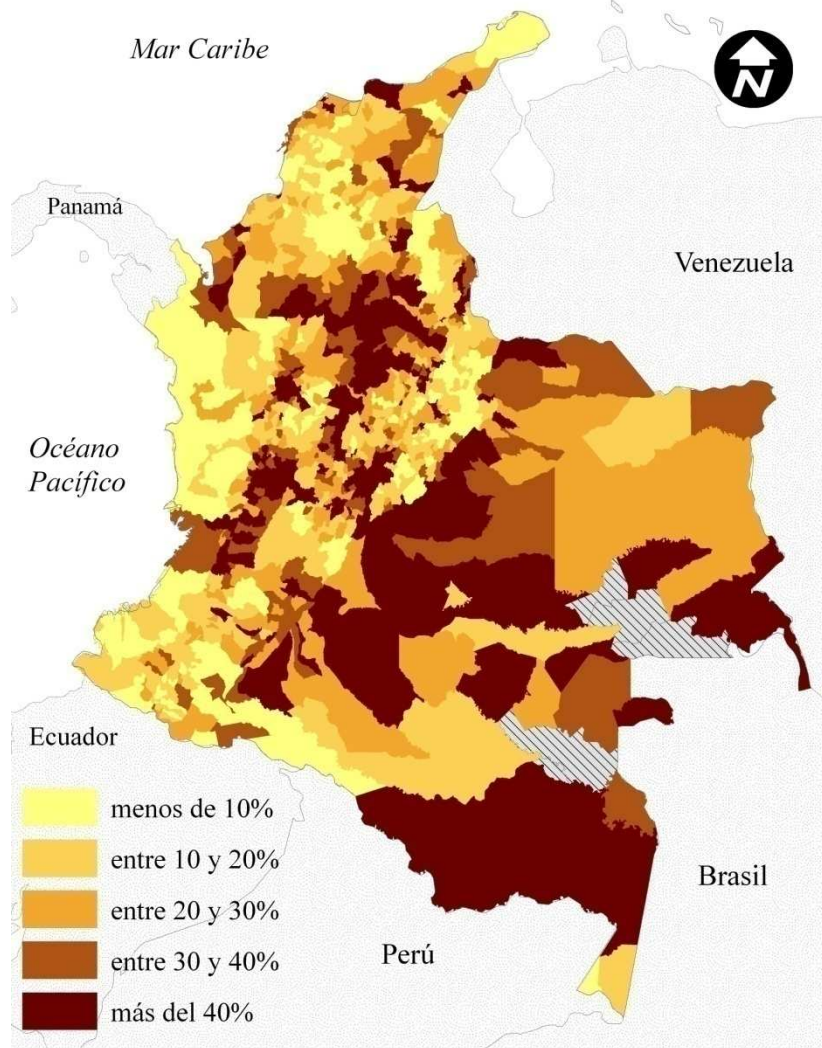 Mar Caribe
N
Panamá
Venezuela
Océano
Pacífico
Ecuador
menos de 10%
entre 10 y 20%
entre 20 y 30%
entre 30 y 40%
más del 40%
Brasil
Perú